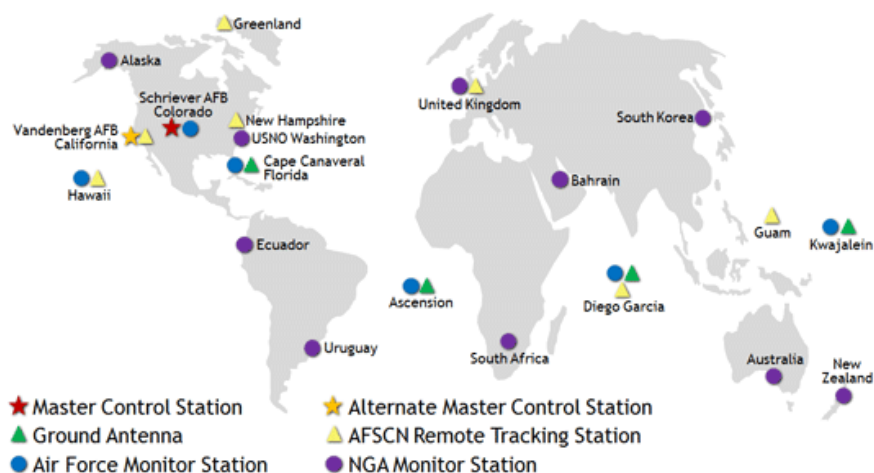 Greenland
Alaska
Schriever AFB
Colorado
New Hampshire
Vandenberg AFB
California
USNO Washington
Cape Canaveral
Florida
Hawaii
United Kingdom
South Korea
Bahrain
Guam
Kwajalein
Ecuador
Ascension
Diego Garcia
Uruguay
South Africa
Australia
New
Zealand
Master Control Station
Alternate Master Control Station
Ground Antenna
AFSCN Remote Tracking Station
Air Force Monitor Station
NGA Monitor Station